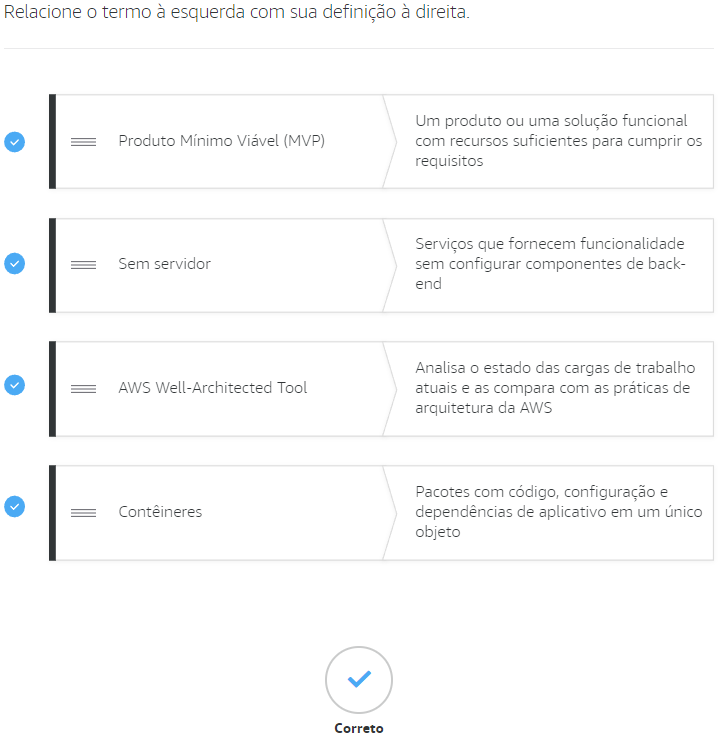 Relacione o termo à esquerda com sua definição à direita.
Produto Mínimo Viável (MVP)
Um produto ou uma solução funcional
com recursos suficientes para cumprir os
requisitos
Sem servidor
Serviços que fornecem funcionalidade
sem configurar componentes de back-
end
AWS Well-Architected Tool
Analisa o estado das cargas de trabalho
atuais e as compara com as práticas de
arquitetura da AWS
Contêineres
Pacotes com código, configuração e
dependências de aplicativo em um único
objeto
Correto